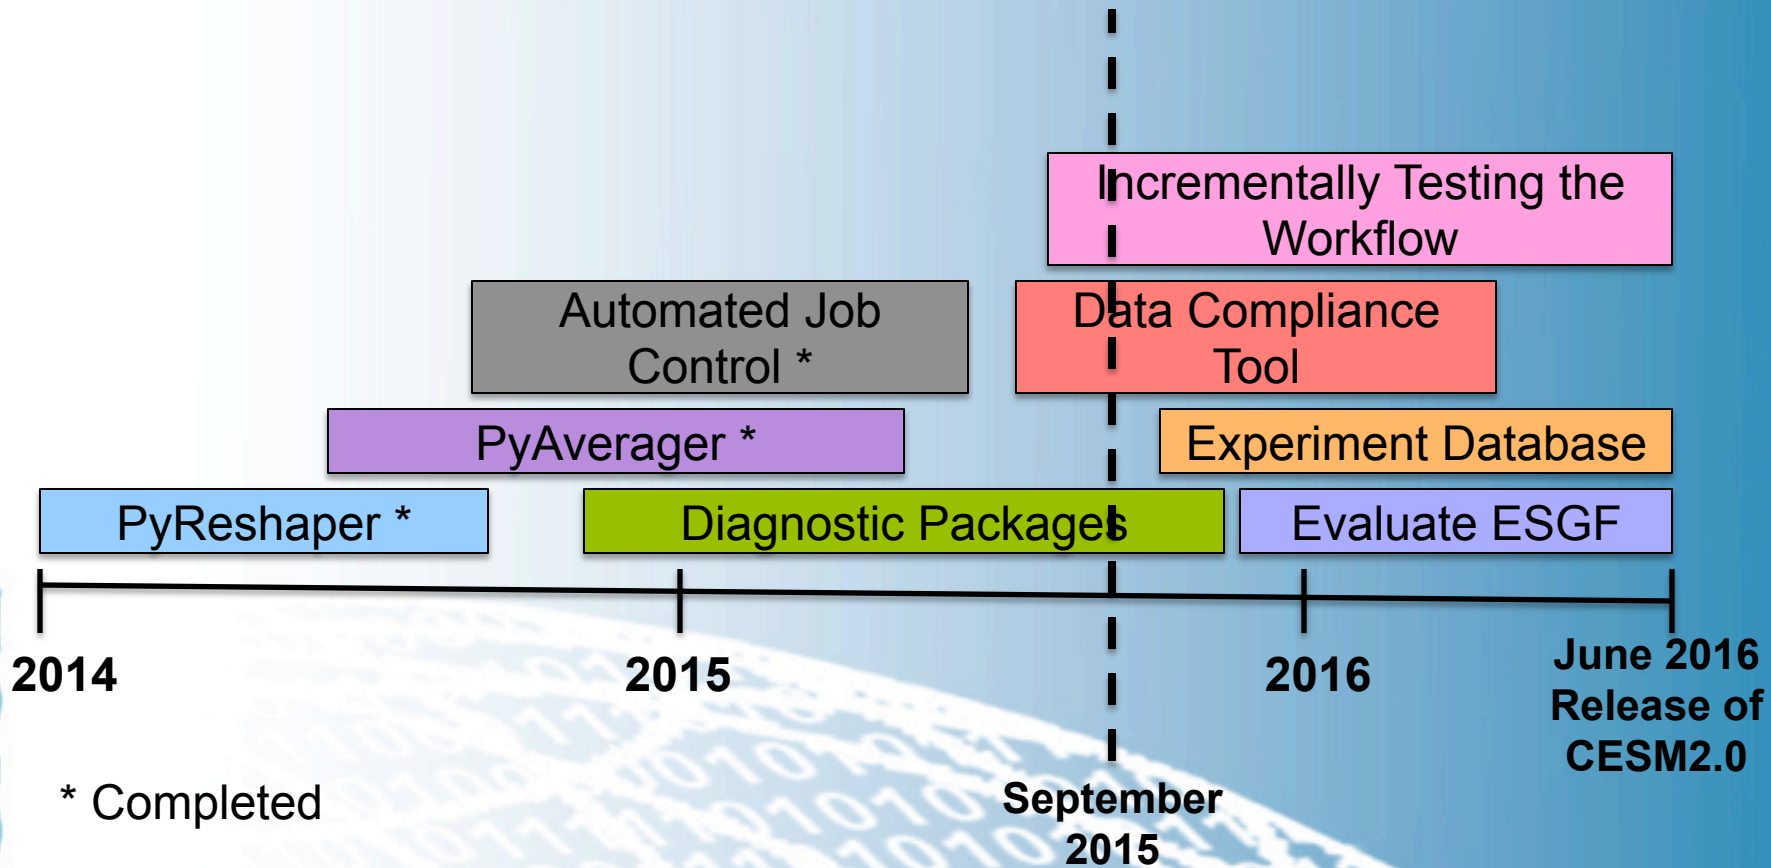 Incrementally Testing the
Workflow
Automated Job
Control *
Data Compliance
Tool
PyAverager *
Experiment Database
PyReshaper *
Diagnostic Packages
Evaluate ESGF
2014
2015
2016
June 2016
Release of
CESM2.0
* Completed
September
2015